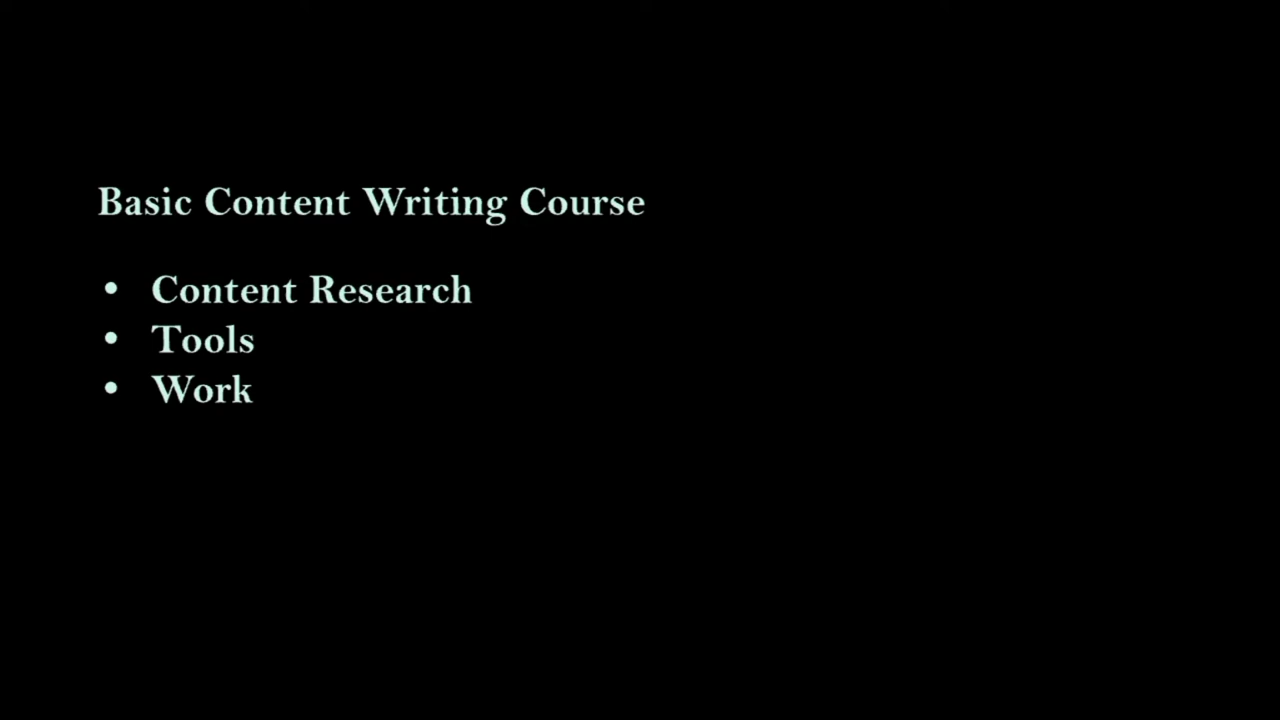 Basic Content Writing Course
• Content Research
• Tools
• Work